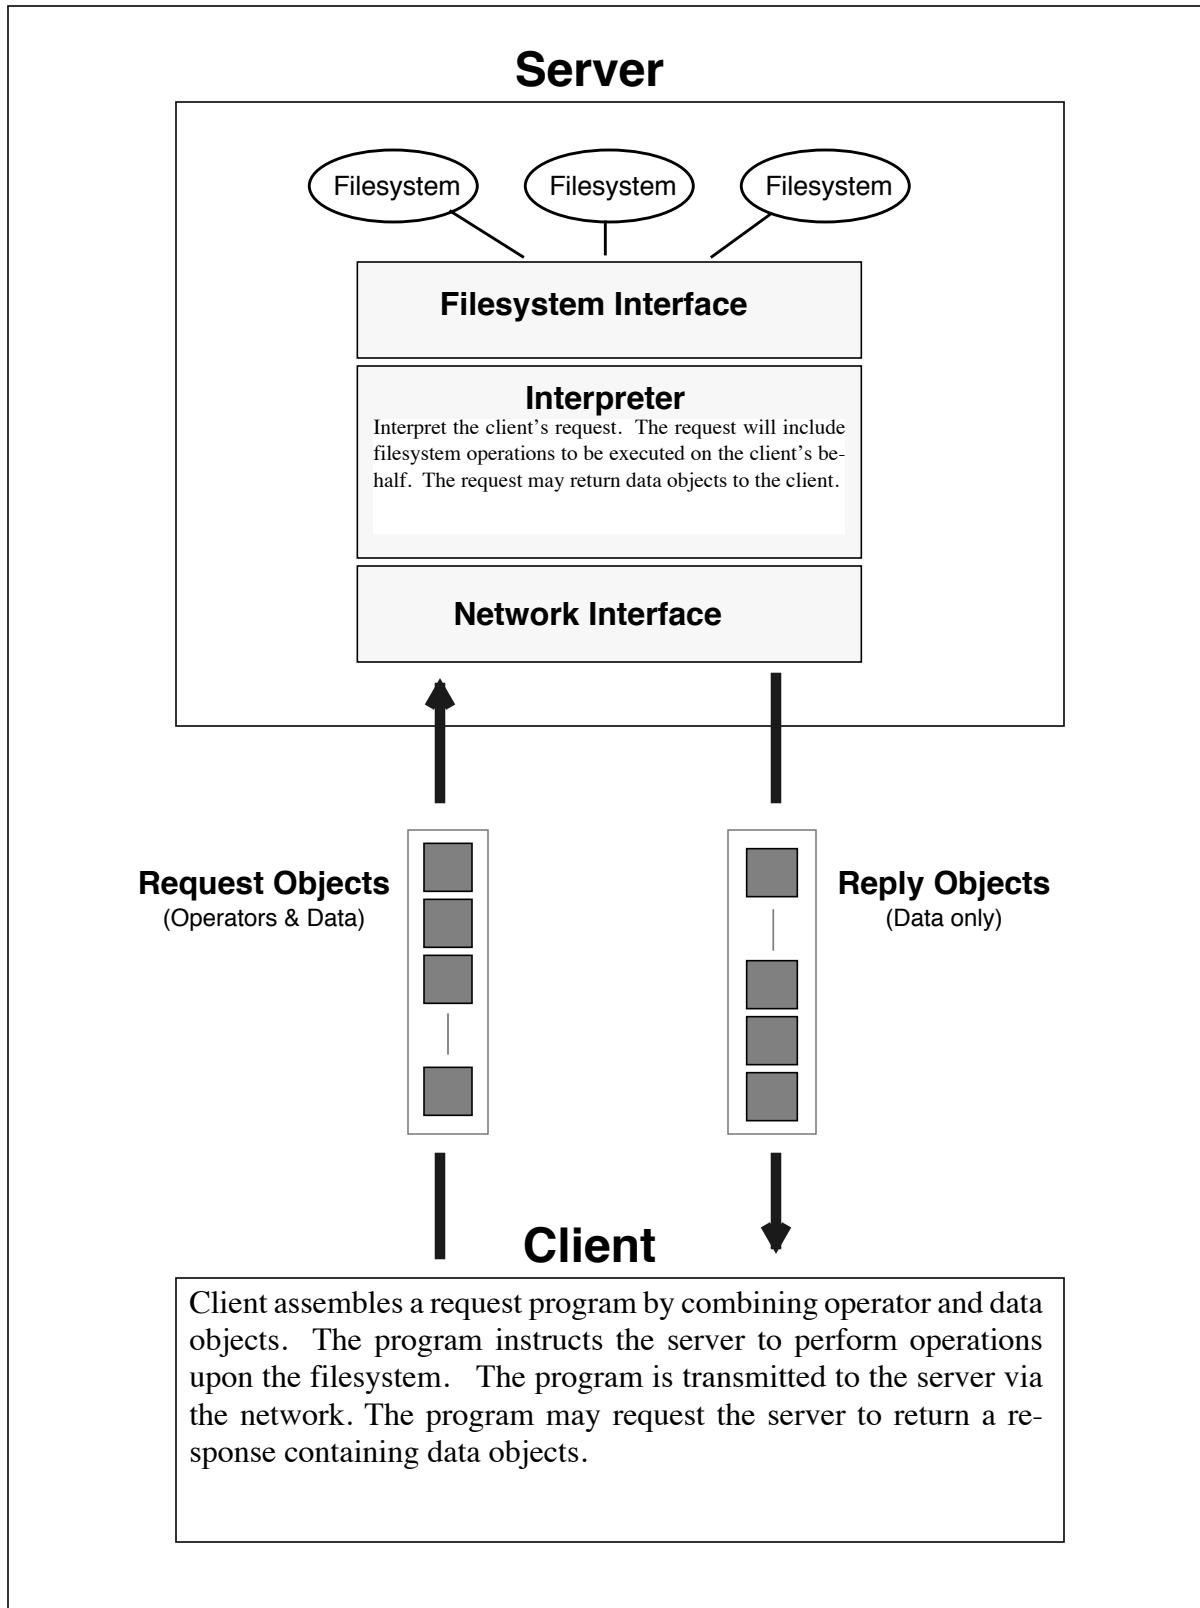 Server
Filesystem
Filesystem
Filesystem
Filesystem Interface
Interpreter
Interpret the client’s request.  The request will include
filesystem operations to be executed on the client’s be-
half.  The request may return data objects to the client.
Network Interface
Request Objects
(Operators & Data)
Reply Objects
(Data only)
Client
Client assembles a request program by combining operator and data
objects.  The program instructs the server to perform operations
upon the filesystem.  The program is transmitted to the server via
the network. The program may request the server to return a re-
sponse containing data objects.